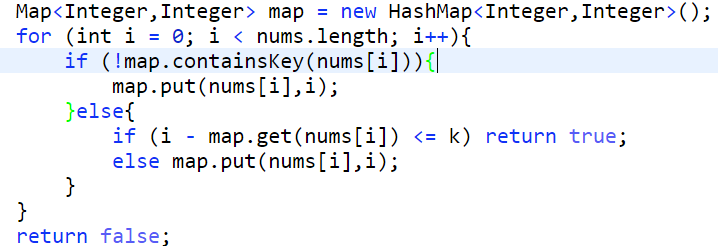 Map<Integer,Integer> map = new HashMap<Integer,Integer>();
for (int i = 0; i < nums.length; i++){
    if (!map.containsKey(nums[i])){
        map.put(nums[i],i);
    }else{
        if (i - map.get(nums[i]) <= k) return true;
        else map.put(nums[i],i);
    }
}
return false;